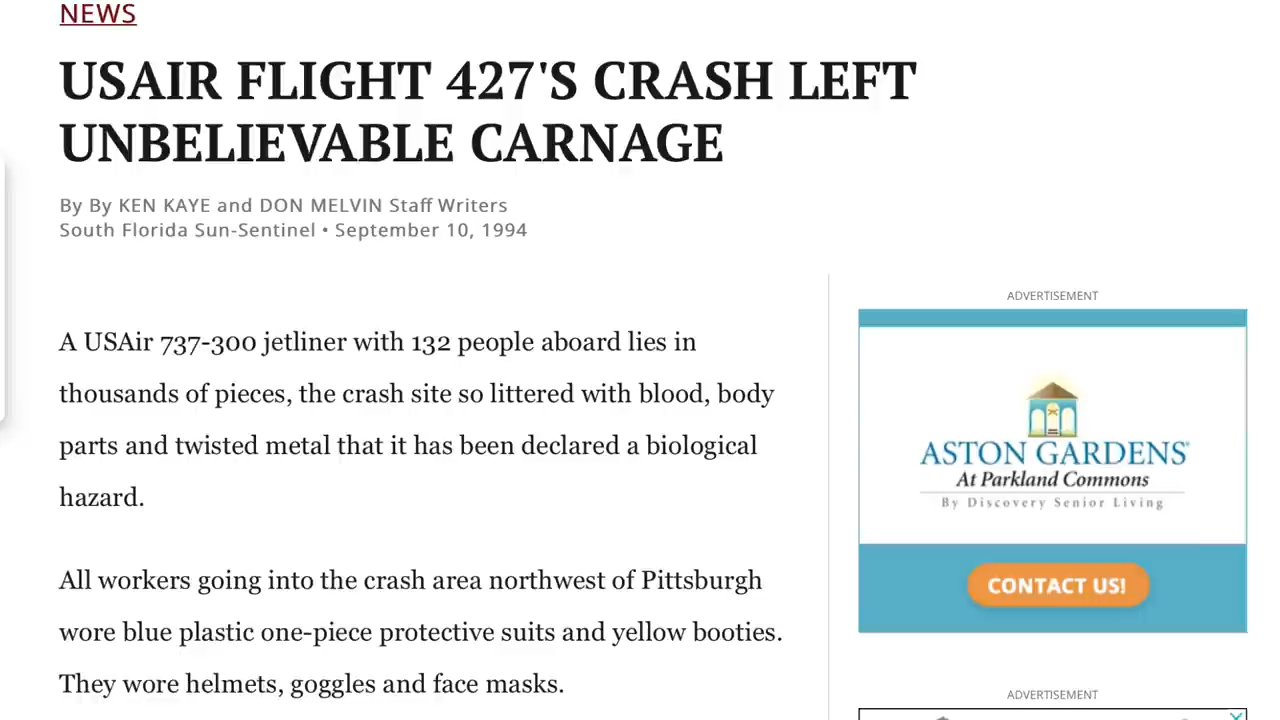 NEWS
USAIR FLIGHT 427'S CRASH LEFT
UNBELIEVABLE CARNAGE
By By KEN KAYE and DON MELVIN Staff Writers
South Florida Sun-Sentinel • September 10, 1994
A USAir 737-300 jetliner with 132 people aboard lies in
thousands of pieces, the crash site so littered with blood, body
parts and twisted metal that it has been declared a biological
hazard.
All workers going into the crash area northwest of Pittsburgh
wore blue plastic one-piece protective suits and yellow booties.
They wore helmets, goggles and face masks.
ADVERTISEMENT
ASTON GARDENS
At Parkland Commons
By Discovery Senior Living
CONTACT US!
ADVERTISEMENT